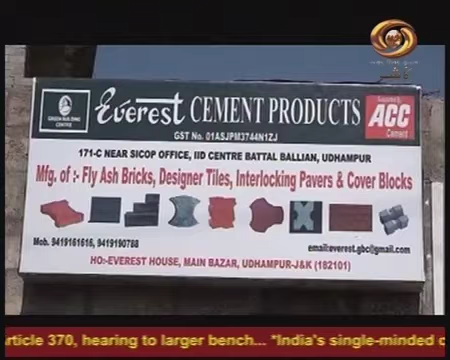 GREEN BUILDING
CENTRE
Everest CEMENT PRODUCTS
GST No. 01ASJPM3744N1ZJ
ACC
Cement
171-C NEAR SICOP OFFICE, IID CENTRE BATTAL BALLIAN, UDHAMPUR
Mfg. of :- Fly Ash Bricks, Designer Tiles, Interlocking Pavers & Cover Blocks
Mob. 9419161616, 9419190788
email:everest.gbc@gmail.com
HO:-EVEREST HOUSE, MAIN BAZAR, UDHAMPUR-J&K (182101)
rticle 370, hearing to larger bench... *India's single-minded